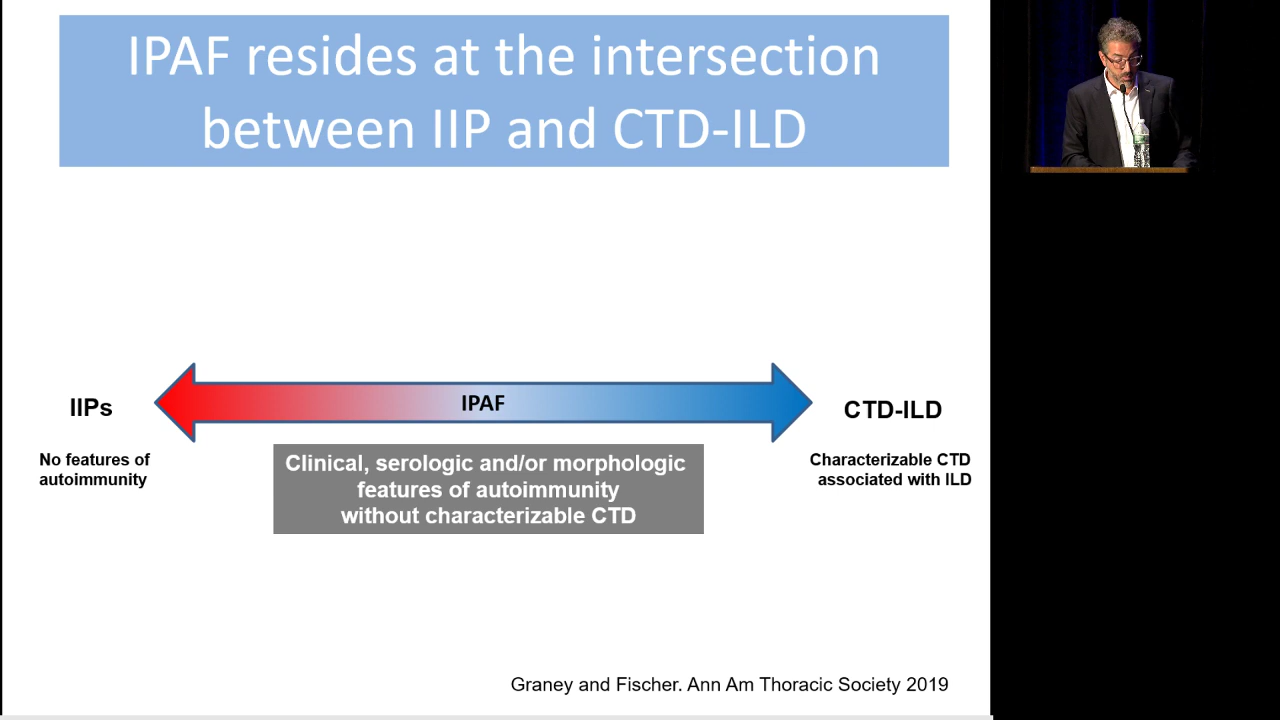 IPAF resides at the intersection
between IIP and CTD-ILD
IIPs
IPAF
CTD-ILD
No features of
autoimmunity
Clinical, serologic and/or morphologic
features of autoimmunity
without characterizable CTD
Characterizable CTD
associated with ILD
Graney and Fischer. Ann Am Thoracic Society 2019